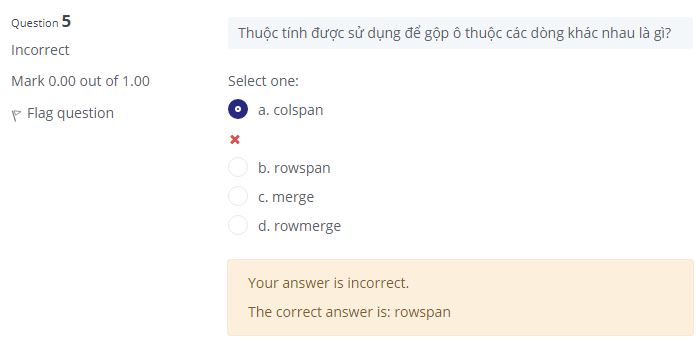 Question 5
Incorrect
Mark 0.00 out of 1.00
Flag question
Thuộc tính được sử dụng để gộp ô thuộc các dòng khác nhau là gì?
Select one:
a. colspan
b. rowspan
c. merge
d. rowmerge
Your answer is incorrect.
The correct answer is: rowspan